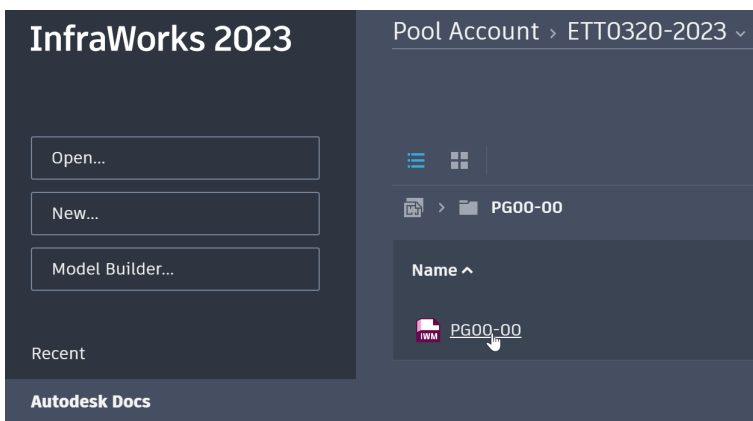 InfraWorks 2023
Pool Account > ETT0320-2023
Open...
New...
Model Builder...
Recent
Autodesk Docs
> PG00-00
Name
IWM PG00-00